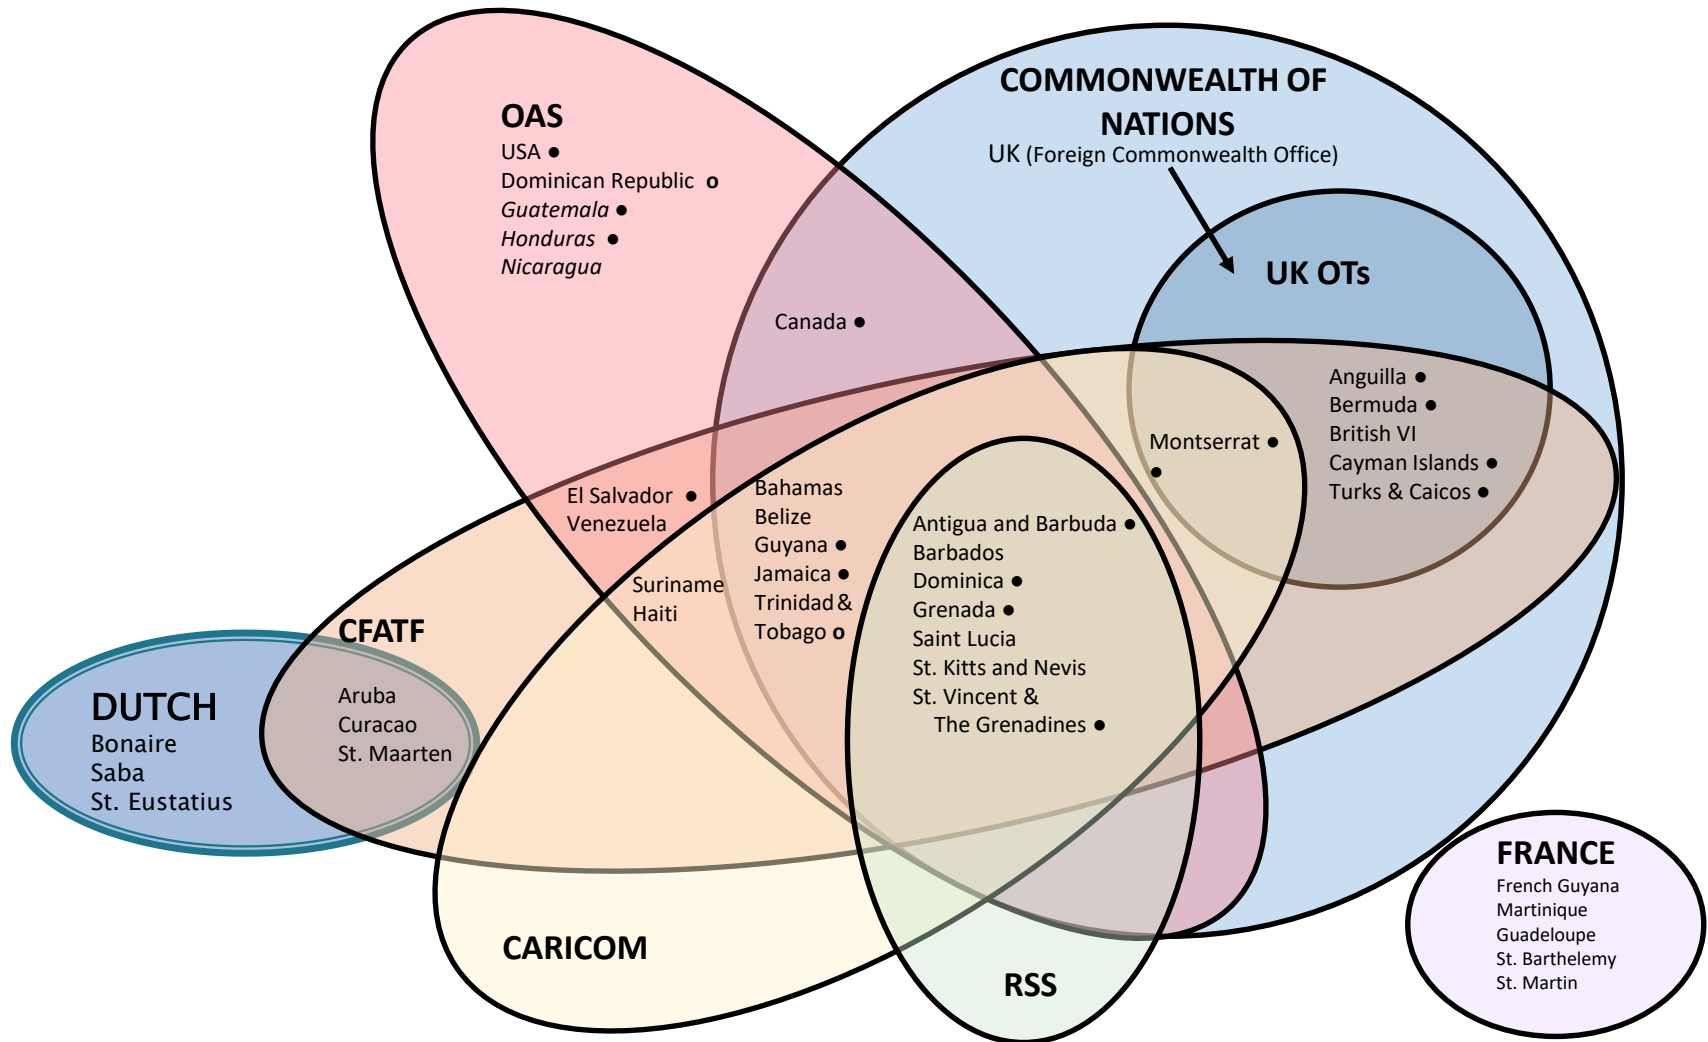 OAS
USA ●
Dominican Republic o
Guatemala ●
Honduras ●
Nicaragua
COMMONWEALTH OF
NATIONS
UK (Foreign Commonwealth Office)
UK OTs
Canada ●
Anguilla ●
Bermuda ●
British VI
Cayman Islands ●
Turks & Caicos ●
Montserrat ●
●
El Salvador ●
Venezuela
Suriname
Haiti
Bahamas
Belize
Guyana ●
Jamaica ●
Trinidad &
Tobago o
Antigua and Barbuda ●
Barbados
Dominica ●
Grenada ●
Saint Lucia
St. Kitts and Nevis
St. Vincent &
The Grenadines ●
CFATF
Aruba
Curacao
St. Maarten
DUTCH
Bonaire
Saba
St. Eustatius
CARICOM
RSS
FRANCE
French Guyana
Martinique
Guadeloupe
St. Barthelemy
St. Martin